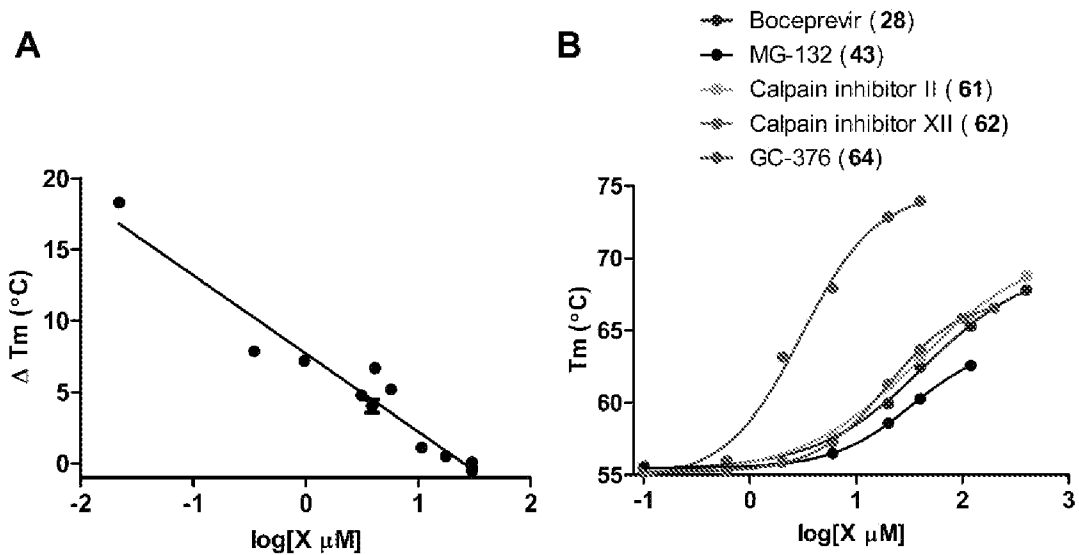 A
20
15
10
5
0
-2
-1
0
1
2
Δ Tm (°C)
log[X μM]
B
Boceprevir (28)
MG-132 (43)
Calpain inhibitor II (61)
Calpain inhibitor XII (62)
GC-376 (64)
75
70
65
60
55
-1
0
1
2
3
Tm (°C)
log[X μM]